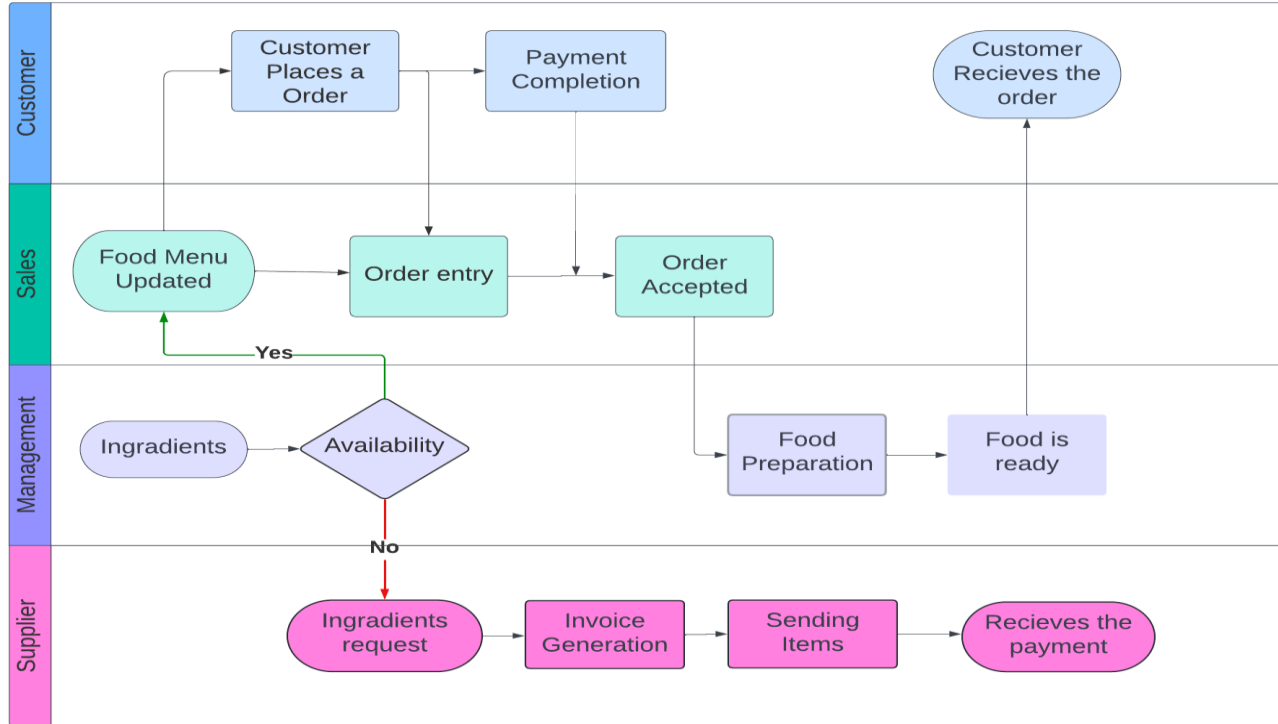 Customer
Customer
Places a
Order
Payment
Completion
Customer
Recieves the
order
Sales
Food Menu
Updated
Order entry
Order
Accepted
Yes
Management
Ingradients
Availability
Food
Preparation
Food is
ready
No
Supplier
Ingradients
request
Invoice
Generation
Sending
Items
Recieves the
payment